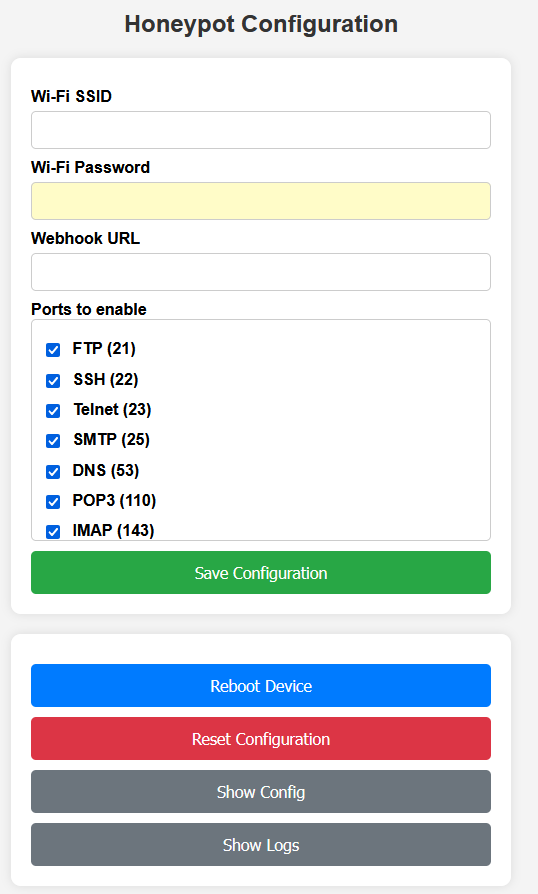 Honeypot Configuration
Wi-Fi SSID
Wi-Fi Password
Webhook URL
Ports to enable
FTP (21)
SSH (22)
Telnet (23)
SMTP (25)
DNS (53)
POP3 (110)
IMAP (143)
Save Configuration
Reboot Device
Reset Configuration
Show Config
Show Logs